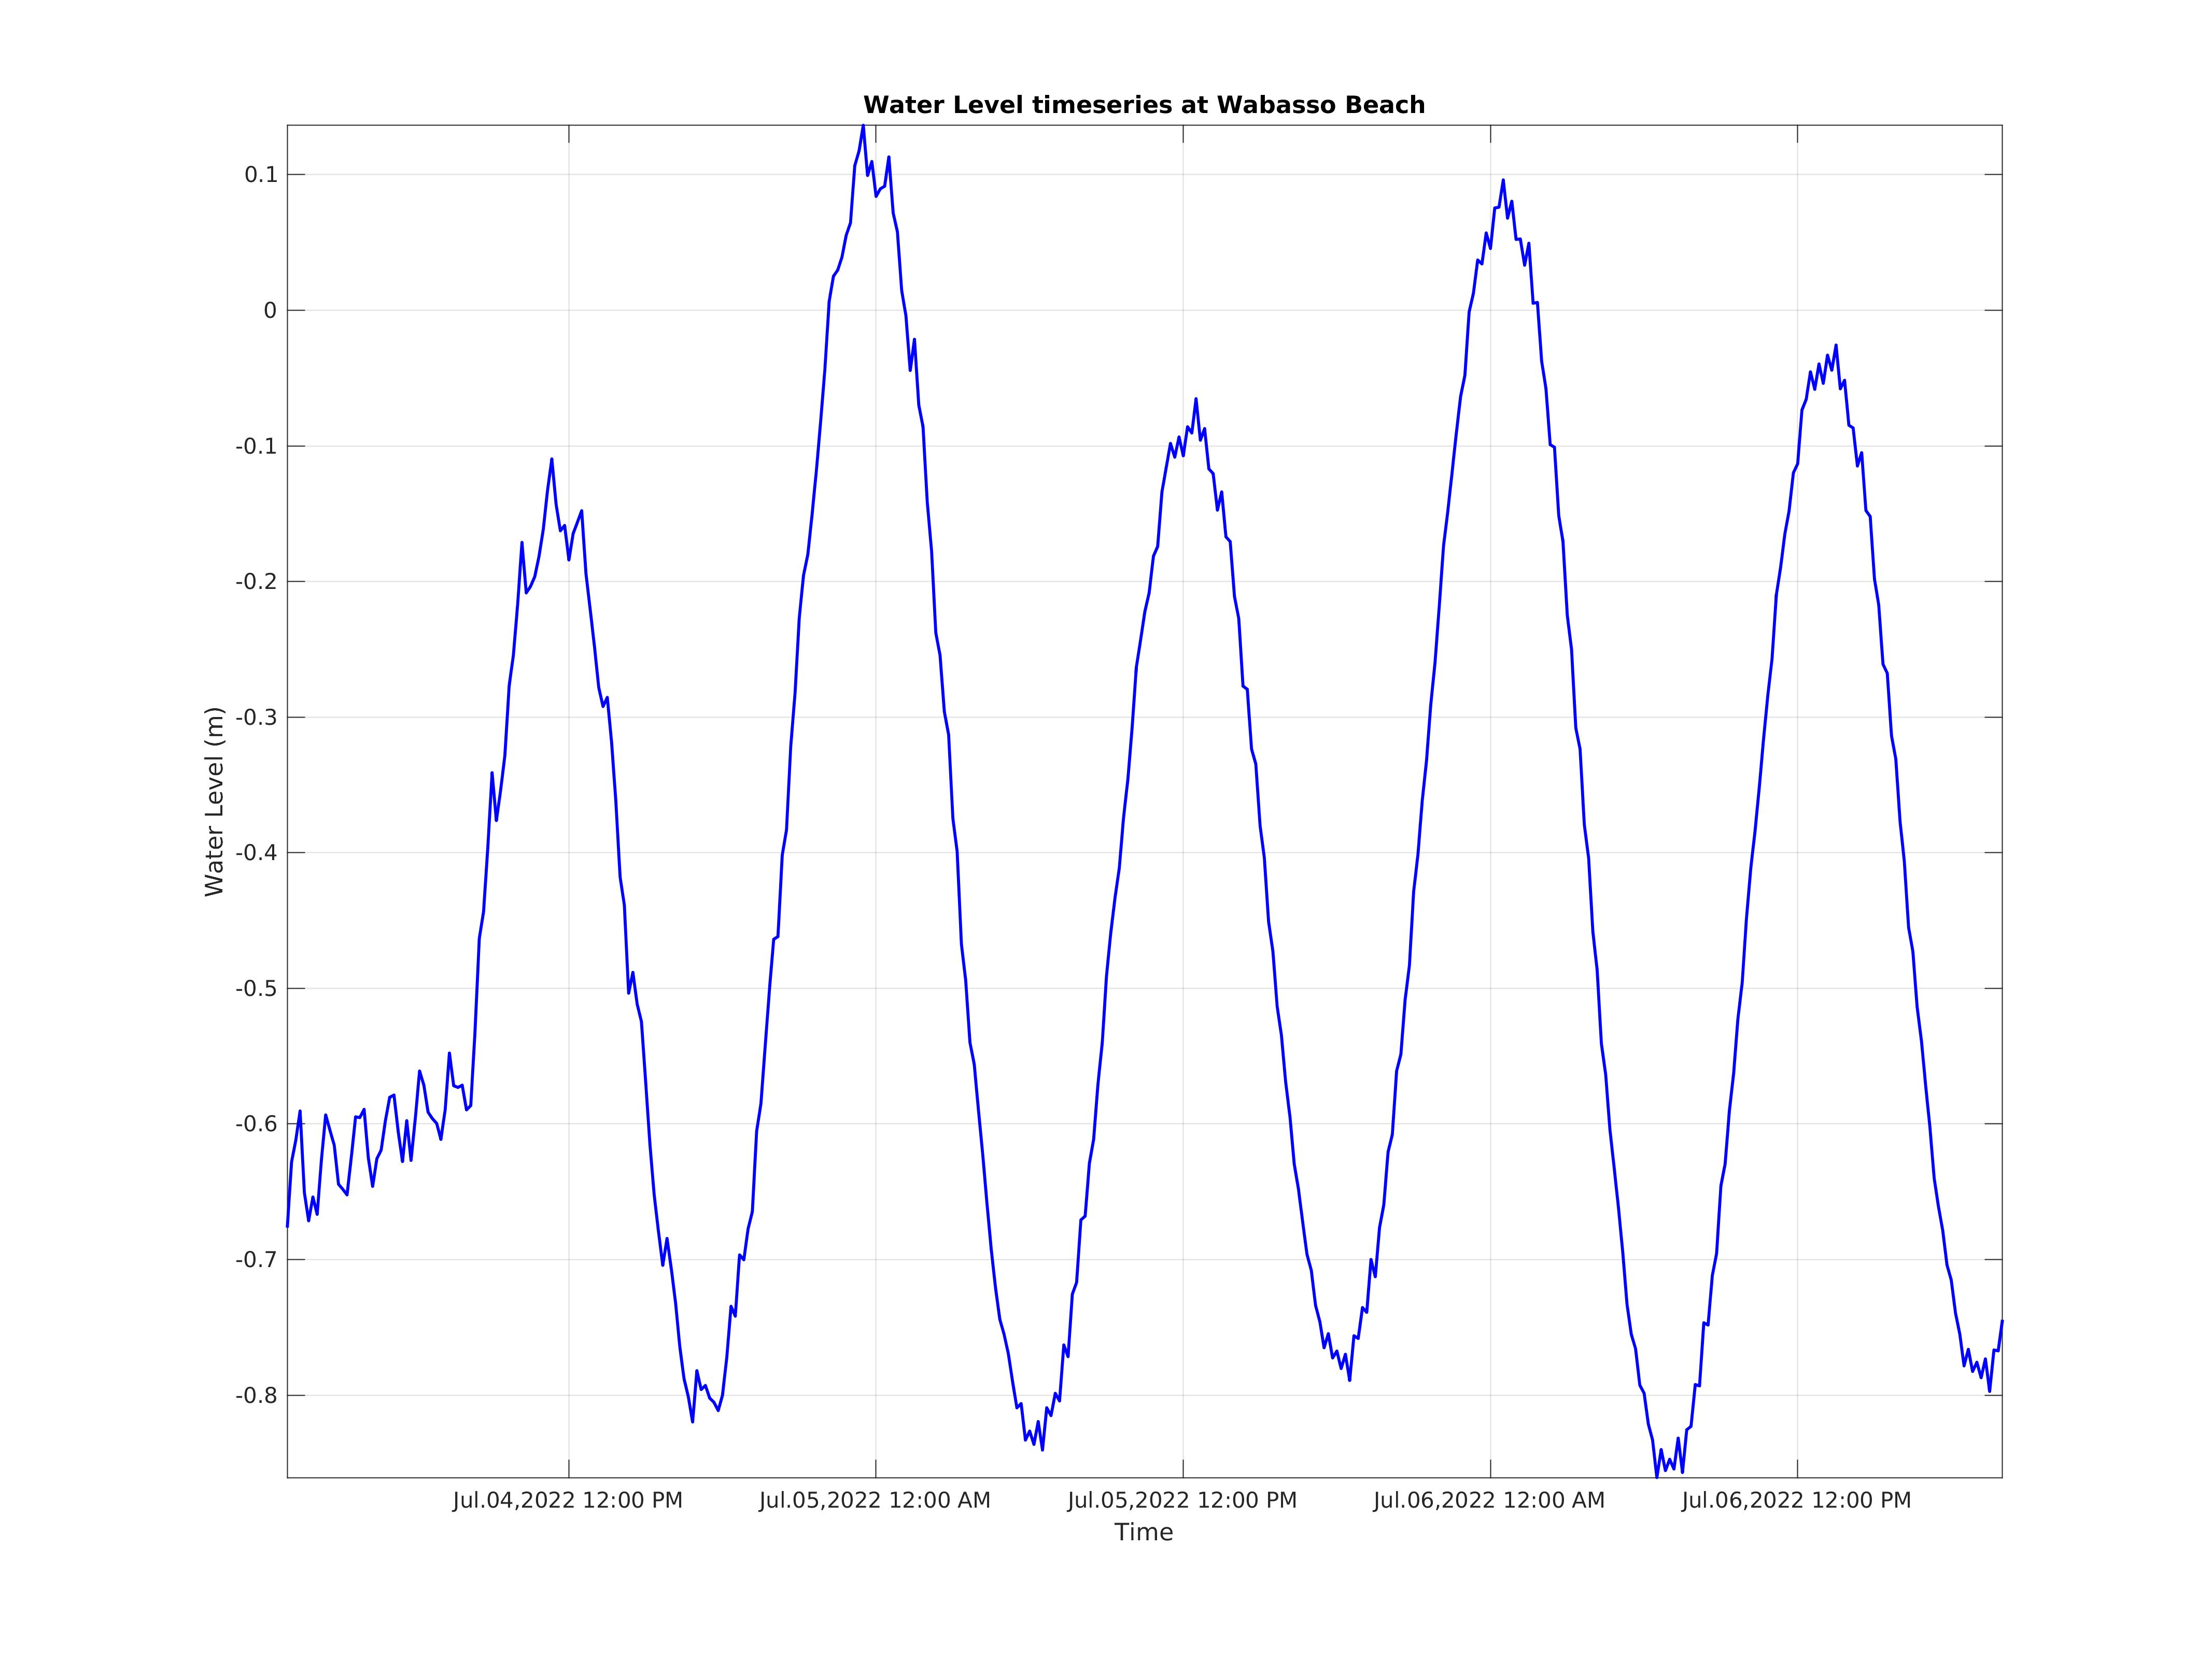 Water Level timeseries at Wabasso Beach
0.1
0
-0.1
-0.2
-0.3
-0.4
-0.5
-0.6
-0.7
-0.8
Water Level (m)
Jul.04,2022 12:00 PM
Jul.05,2022 12:00 AM
Jul.05,2022 12:00 PM
Jul.06,2022 12:00 AM
Jul.06,2022 12:00 PM
Time